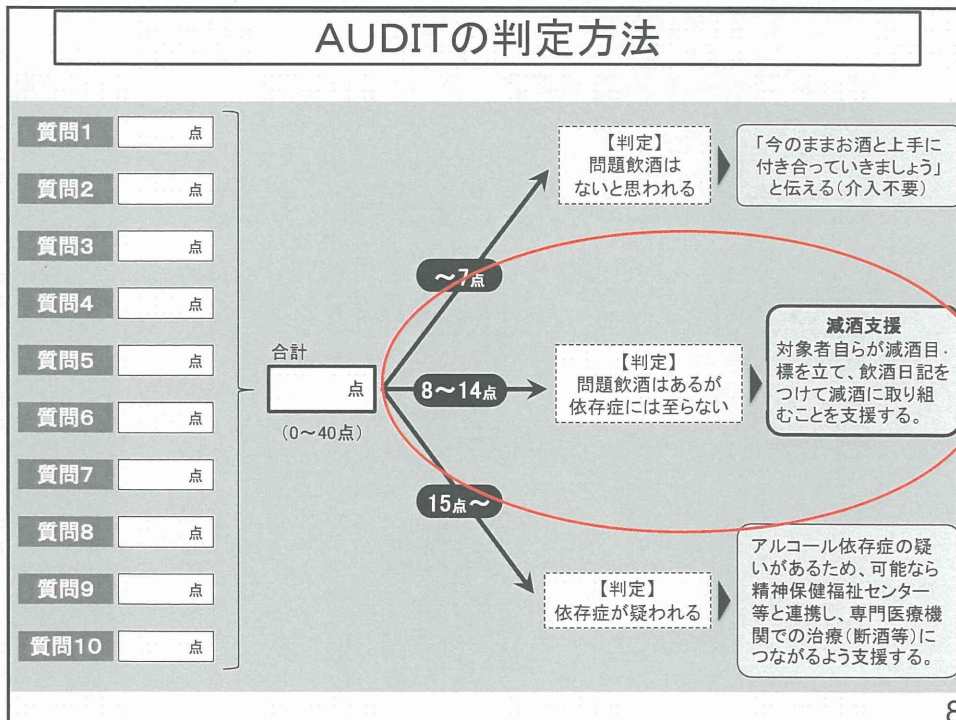 AUDITの判定方法
質問1 点
質問2 点
質問3 点
質問4 点
質問5 点
質問6 点
質問7 点
質問8 点
質問9 点
質問10 点
合計
点
(0~40点)
~7点
【判定】
問題飲酒は
ないと思われる
「今のままお酒と上手に
付き合っていきましょう」
と伝える(介入不要)
8~14点
【判定】
問題飲酒はあるが
依存症には至らない
減酒支援
対象者自らが減酒目
標を立て、飲酒日記を
つけて減酒に取り組
むことを支援する。
15点~
【判定】
依存症が疑われる
アルコール依存症の疑
いがあるため、可能なら
精神保健福祉センター
等と連携し、専門医療機
関での治療(断酒等)に
つながるよう支援する。
8